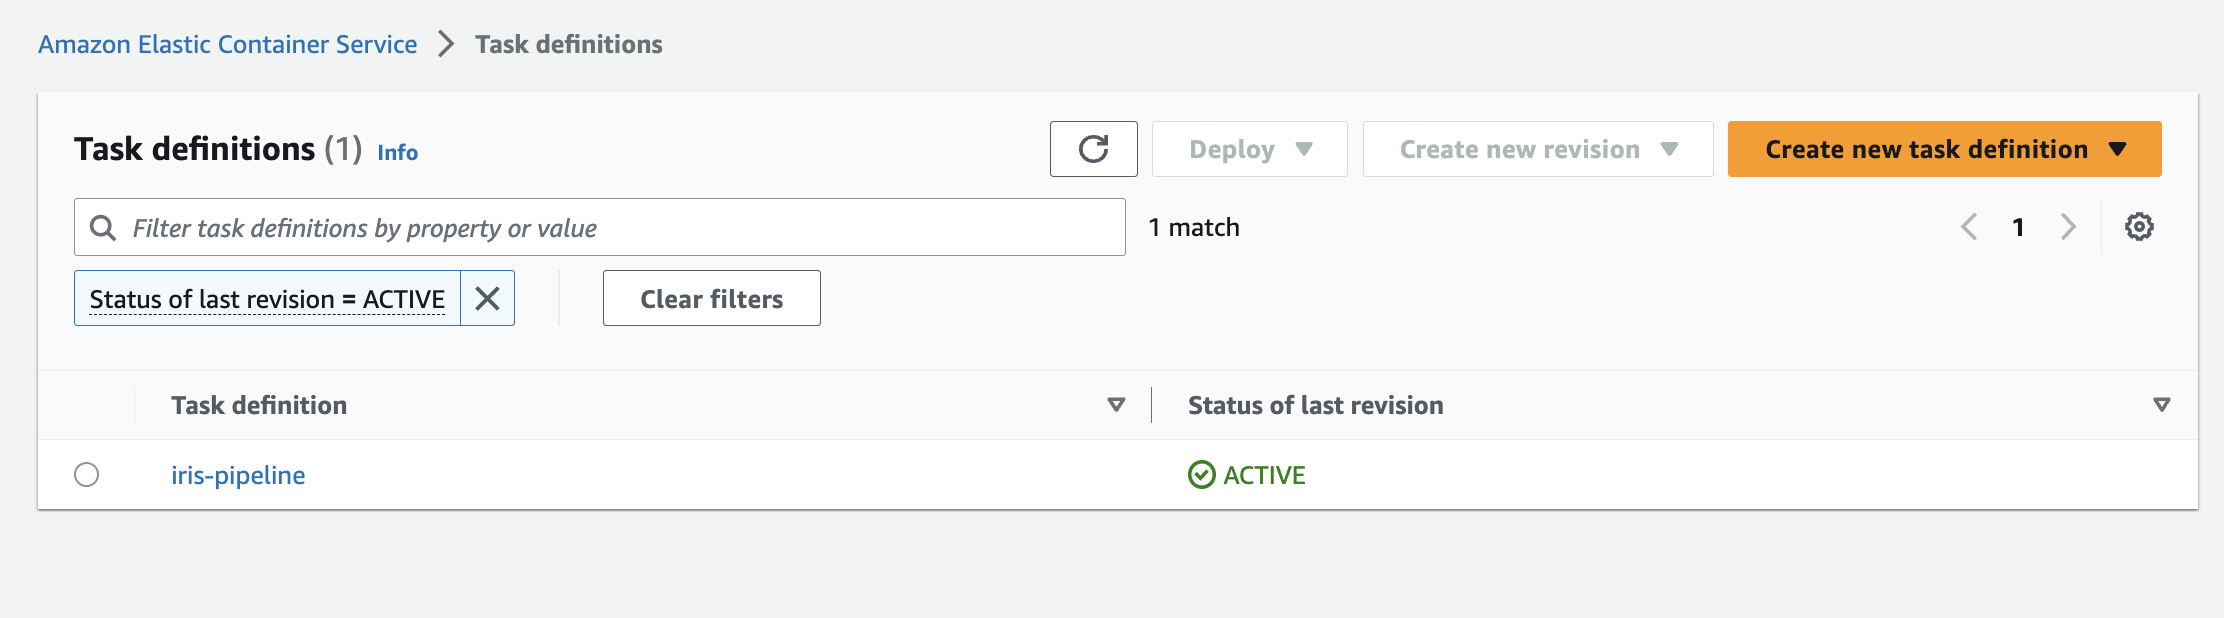 Amazon Elastic Container Service > Task definitions
Task definitions (1) Info
Deploy
Create new revision
Create new task definition
Filter task definitions by property or value
1 match
1
Status of last revision = ACTIVE
Clear filters
Task definition
Status of last revision
iris-pipeline
ACTIVE